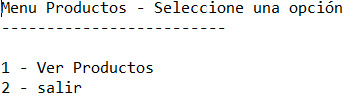 Menu Productos - Seleccione una opción
-------------------------
1 - Ver Productos
2 - salir